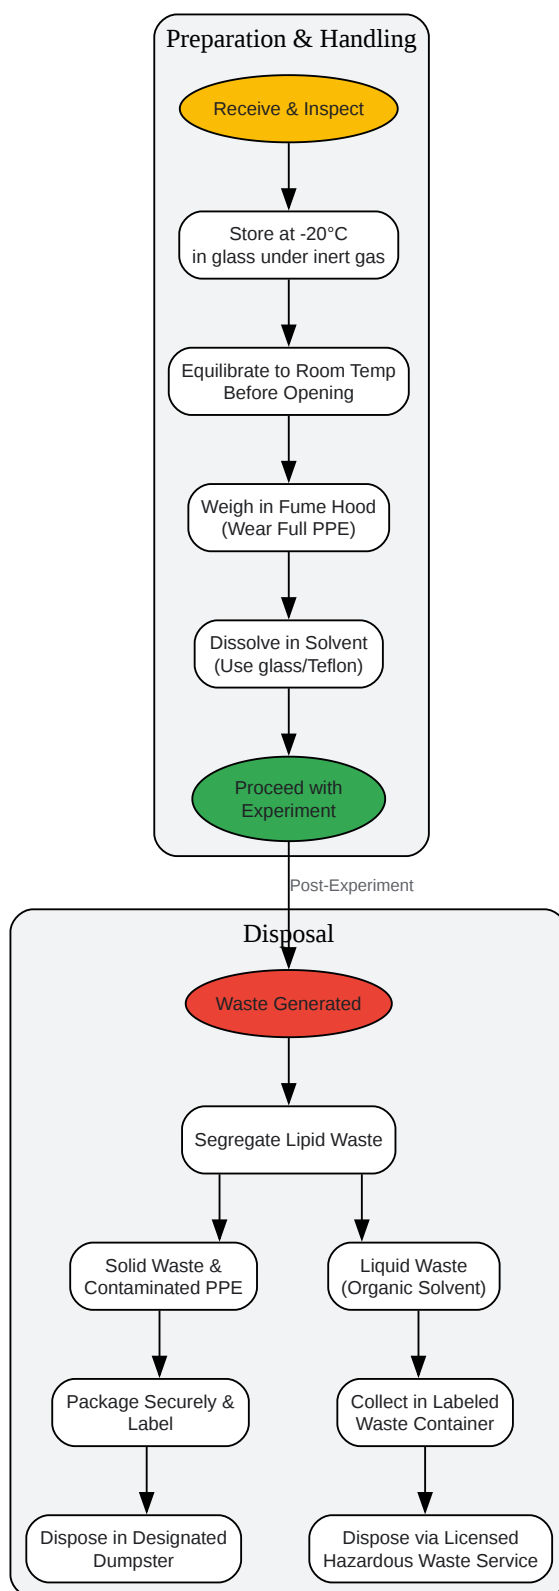 Preparation & Handling
Receive & Inspect
Store at -20°C
in glass under inert gas
Equilibrate to Room Temp
Before Opening
Weigh in Fume Hood
(Wear Full PPE)
Dissolve in Solvent
(Use glass/Teflon)
Proceed with
Experiment
Post-Experiment
Disposal
Waste Generated
Segregate Lipid Waste
Solid Waste &
Contaminated PPE
Liquid Waste
(Organic Solvent)
Package Securely &
Label
Collect in Labeled
Waste Container
Dispose in Designated
Dumpster
Dispose via Licensed
Hazardous Waste Service